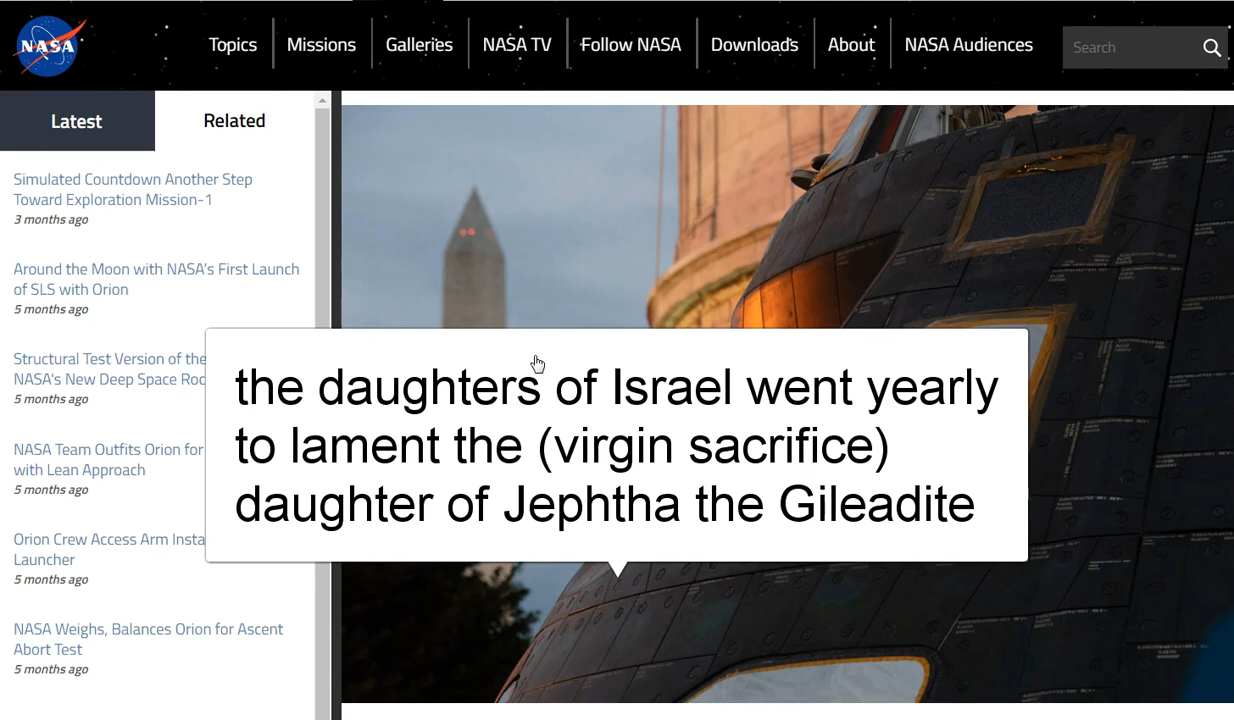 NASA
Topics
Missions
Galleries
NASA TV
Follow NASA
Downloads
About
NASA Audiences
Search
Latest
Related
Simulated Countdown Another Step
Toward Exploration Mission-1
3 months ago
Around the Moon with NASA's First Launch
of SLS with Orion
5 months ago
Structural Test Version of the
NASA's New Deep Space
5 months ago
NASA Team Outfits Orion for
with Lean Approach
5 months ago
Orion Crew Access Arm
Launcher
5 months ago
NASA Weighs, Balances Orion for Ascent
Abort Test
5 months ago
the daughters of Israel went yearly
to lament the (virgin sacrifice)
daughter of Jephtha the Gileadite